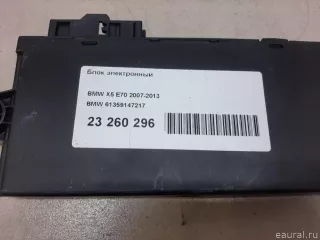 Блок электронный
BMW X5 E70 2007-2013
BMW 61359147217
23 260 296
eaural.ru